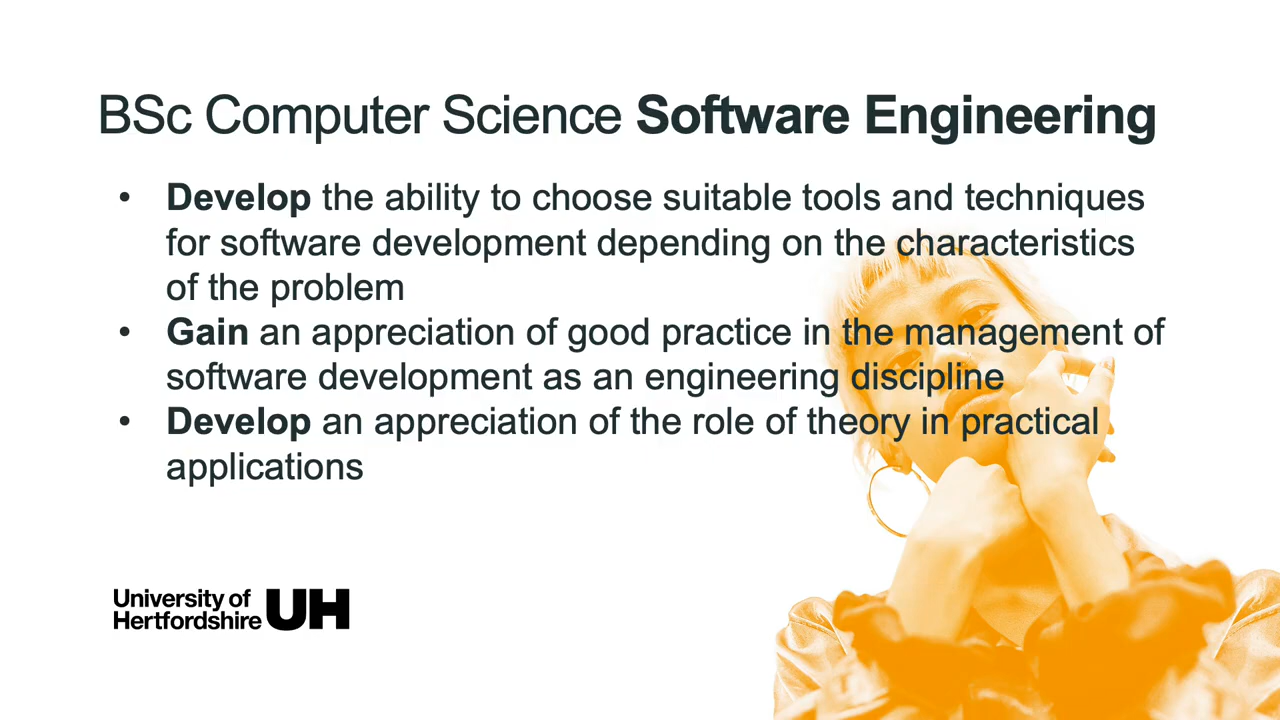 BSc Computer Science Software Engineering
• Develop the ability to choose suitable tools and techniques
for software development depending on the characteristics
of the problem
• Gain an appreciation of good practice in the management of
software development as an engineering discipline
• Develop an appreciation of the role of theory in practical
applications
University of
Hertfordshire UH